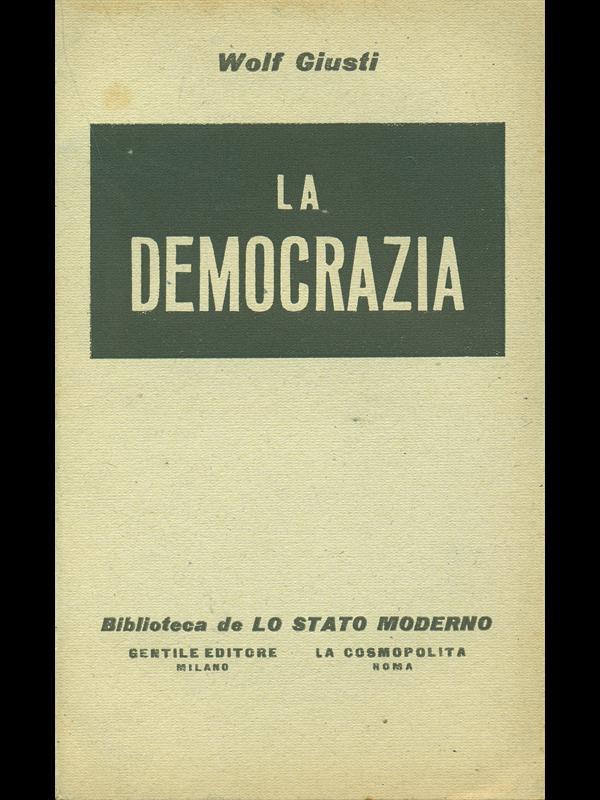 Wolf Giusti
LA
DEMOCRAZIA
Biblioteca de LO STATO MODERNO
GENTILE EDITORE LA COSMOPOLITA
MILANO ROMA